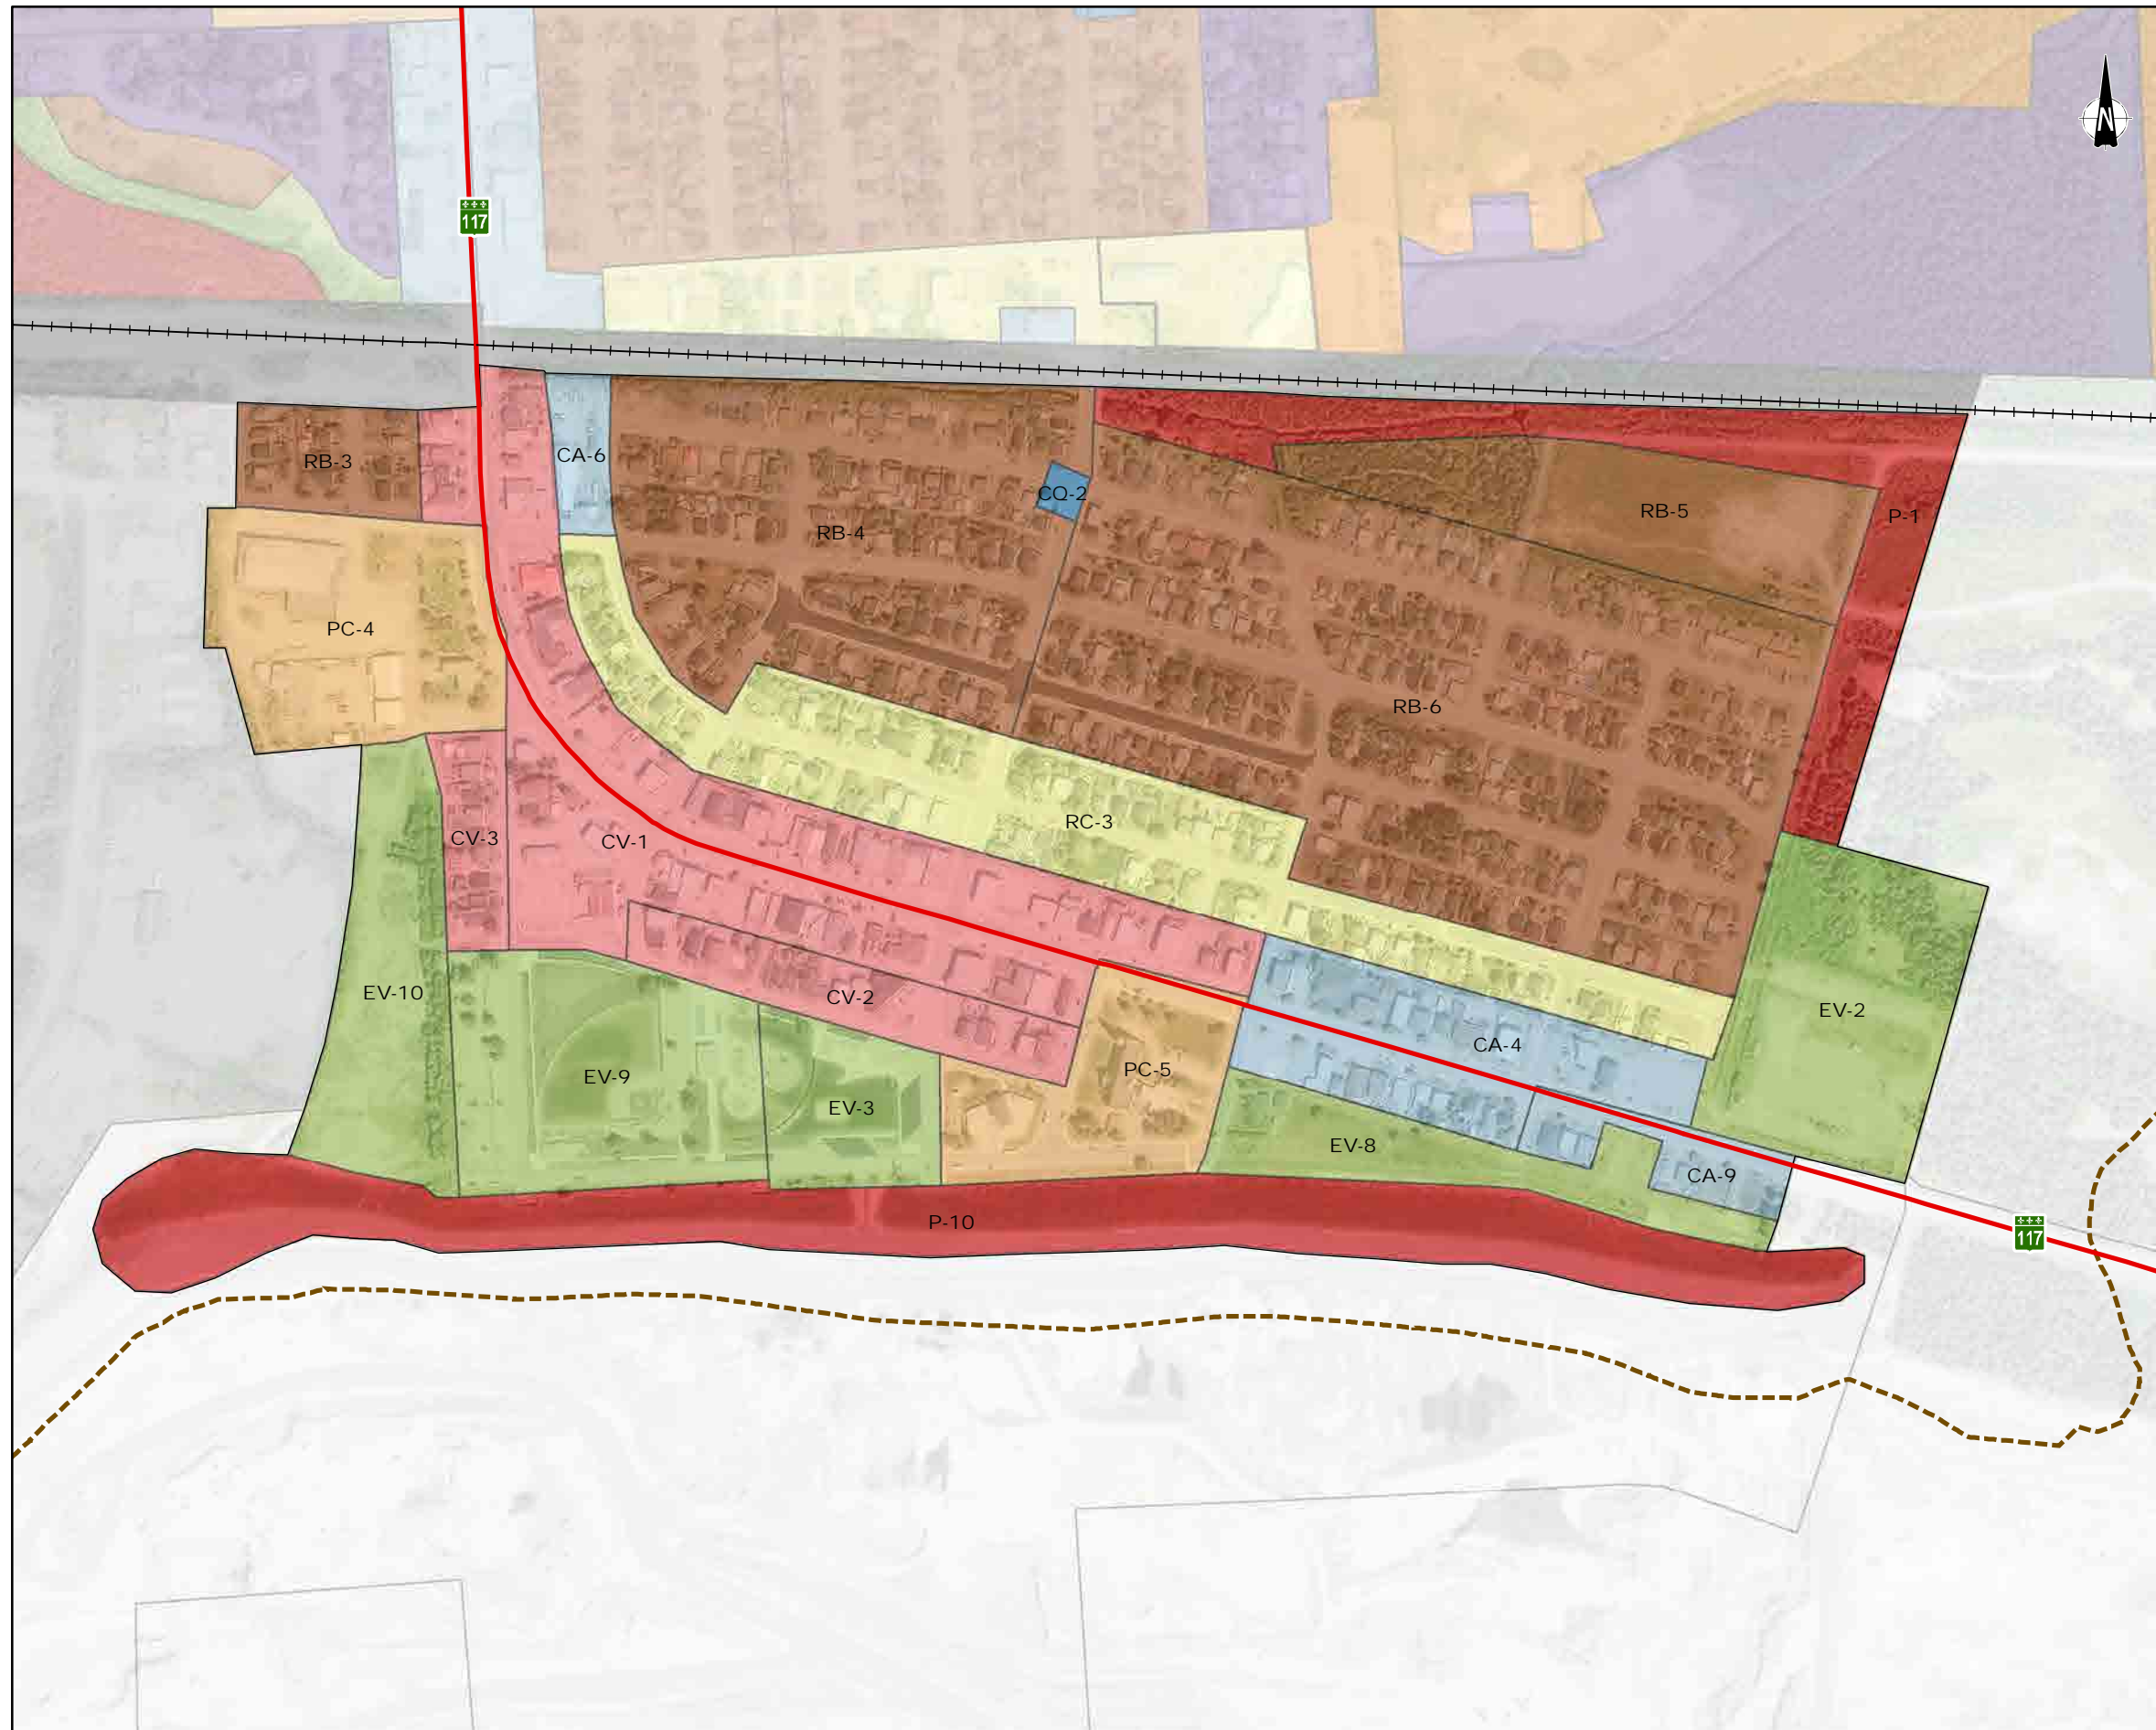 N
117
CA-6
RB-3
CQ-2
RB-5
P-1
RB-4
PC-4
RB-6
RC-3
CV-3
CV-1
EV-10
CV-2
EV-2
CA-4
PC-5
EV-9
EV-3
EV-8
CA-9
P-10
117